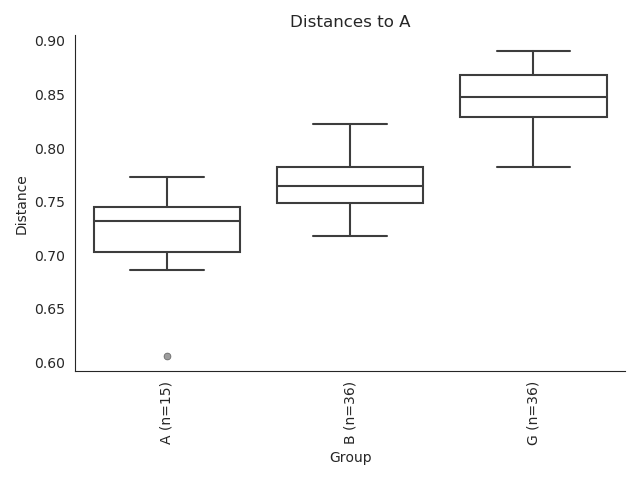 Distances to A
0.90
0.85
0.80
0.75
0.70
0.65
0.60
Distance
A (n=15)
B (n=36)
G (n=36)
Group